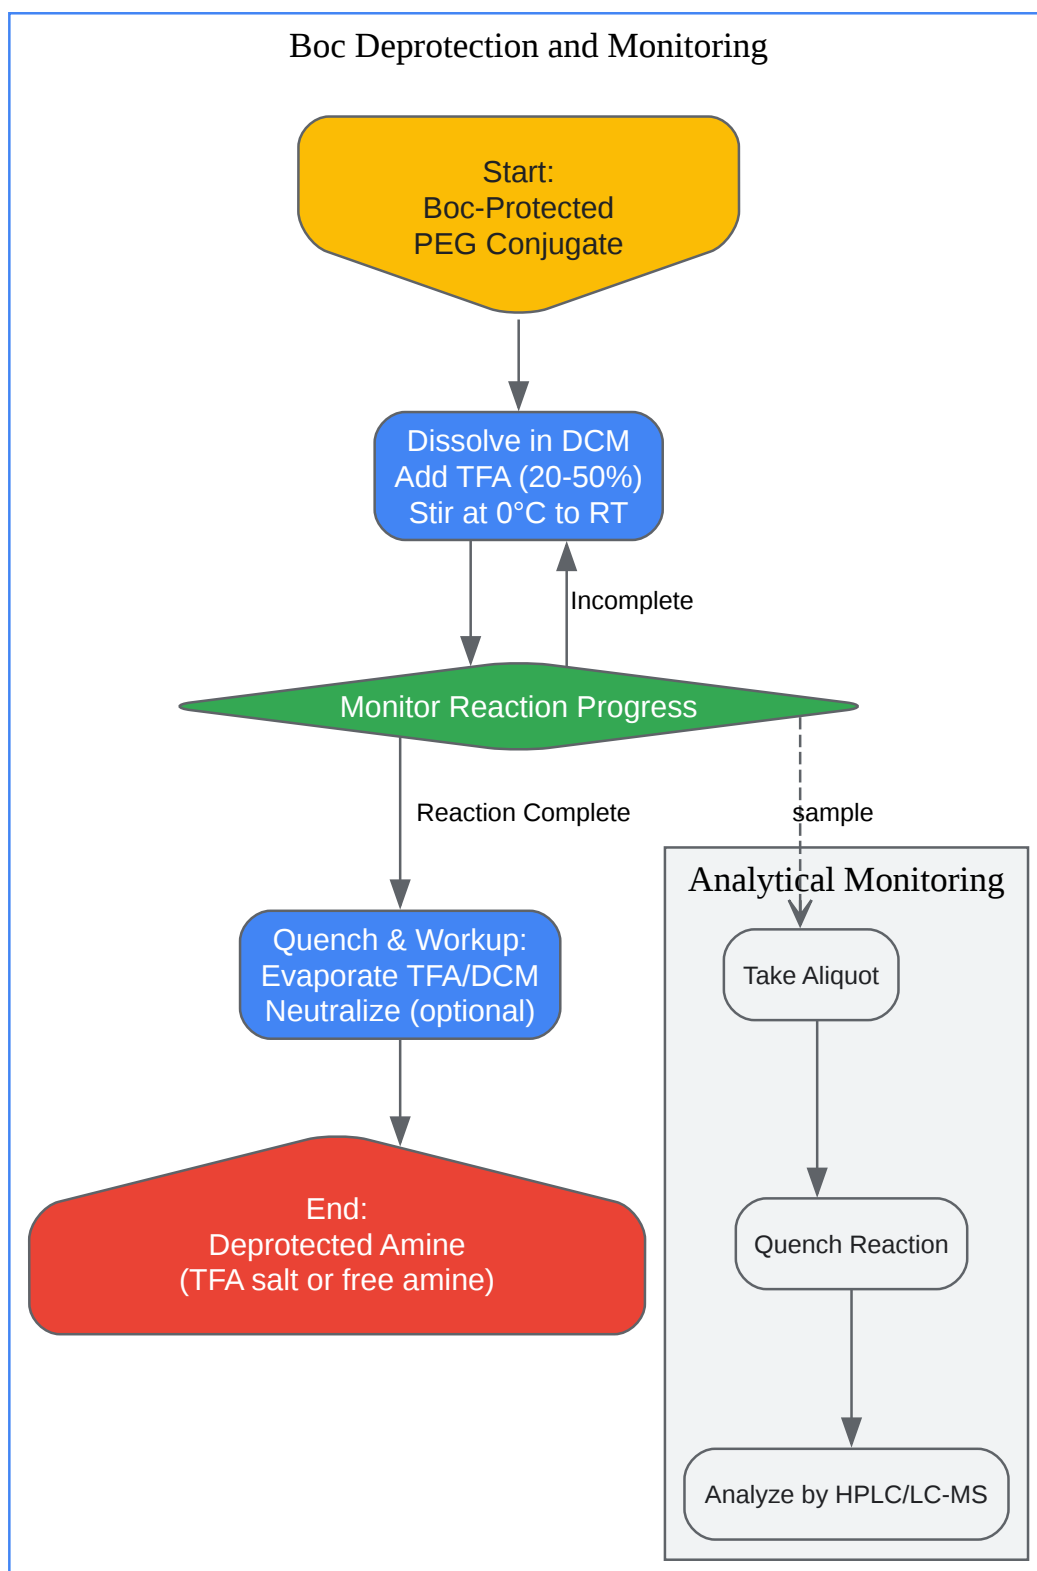 Boc Deprotection and Monitoring
Start:
Boc-Protected
PEG Conjugate
Dissolve in DCM
Add TFA (20-50%)
Stir at 0°C to RT
Incomplete
Monitor Reaction Progress
Reaction Complete
sample
Analytical Monitoring
Quench & Workup:
Evaporate TFA/DCM
Neutralize (optional)
Take Aliquot
End:
Deprotected Amine
(TFA salt or free amine)
Quench Reaction
Analyze by HPLC/LC-MS